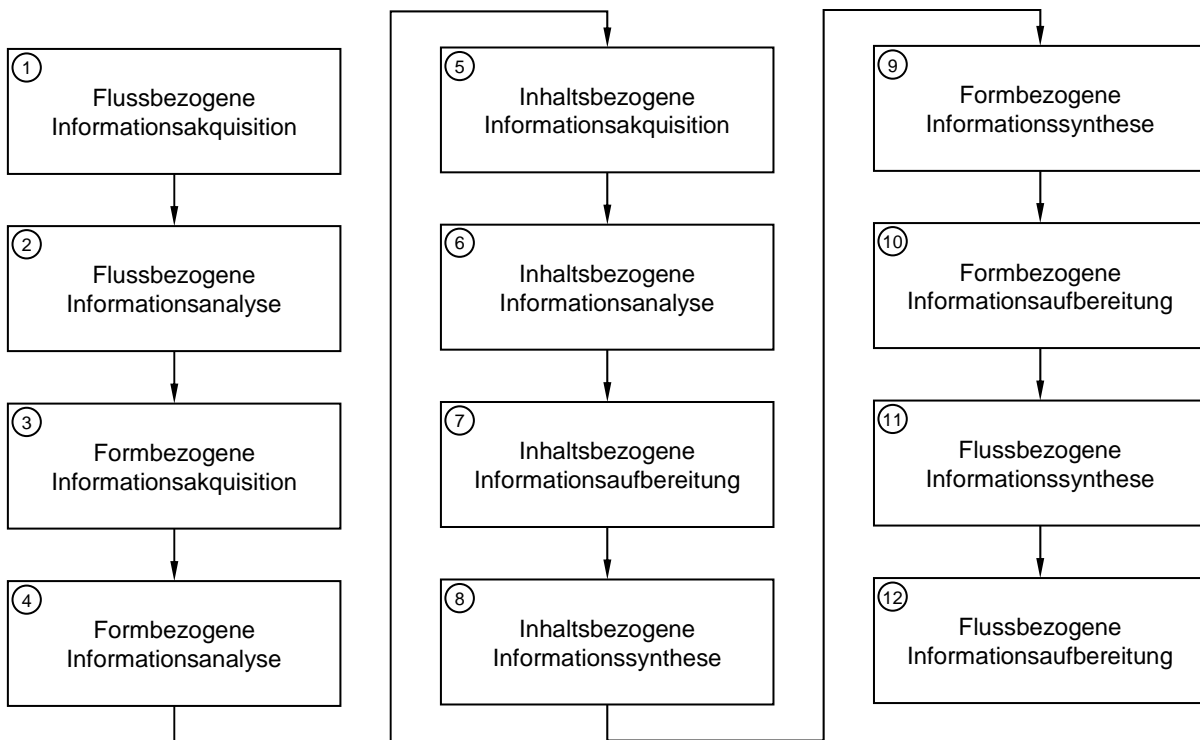 1
Flussbezogene
Informationsakquisition
2
Flussbezogene
Informationsanalyse
3
Formbezogene
Informationsakquisition
4
Formbezogene
Informationsanalyse
5
Inhaltsbezogene
Informationsakquisition
6
Inhaltsbezogene
Informationsanalyse
7
Inhaltsbezogene
Informationsaufbereitung
8
Inhaltsbezogene
Informationssynthese
9
Formbezogene
Informationssynthese
10
Formbezogene
Informationsaufbereitung
11
Flussbezogene
Informationssynthese
12
Flussbezogene
Informationsaufbereitung